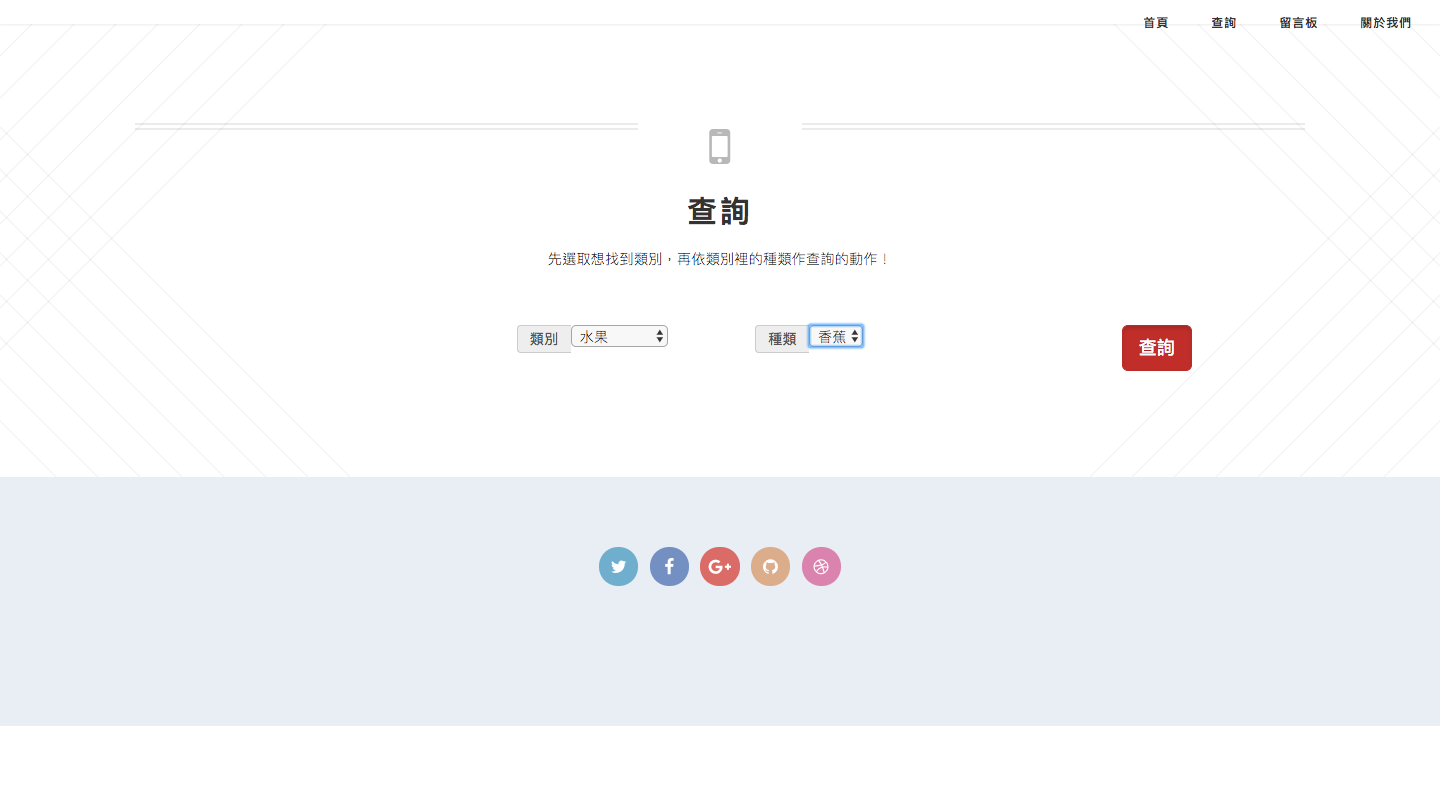 首頁 查詢 留言板 關於我們
查詢
先選取想找到類別，再依類別裡的種類作查詢的動作！
類別 水果 種類 香蕉 查詢